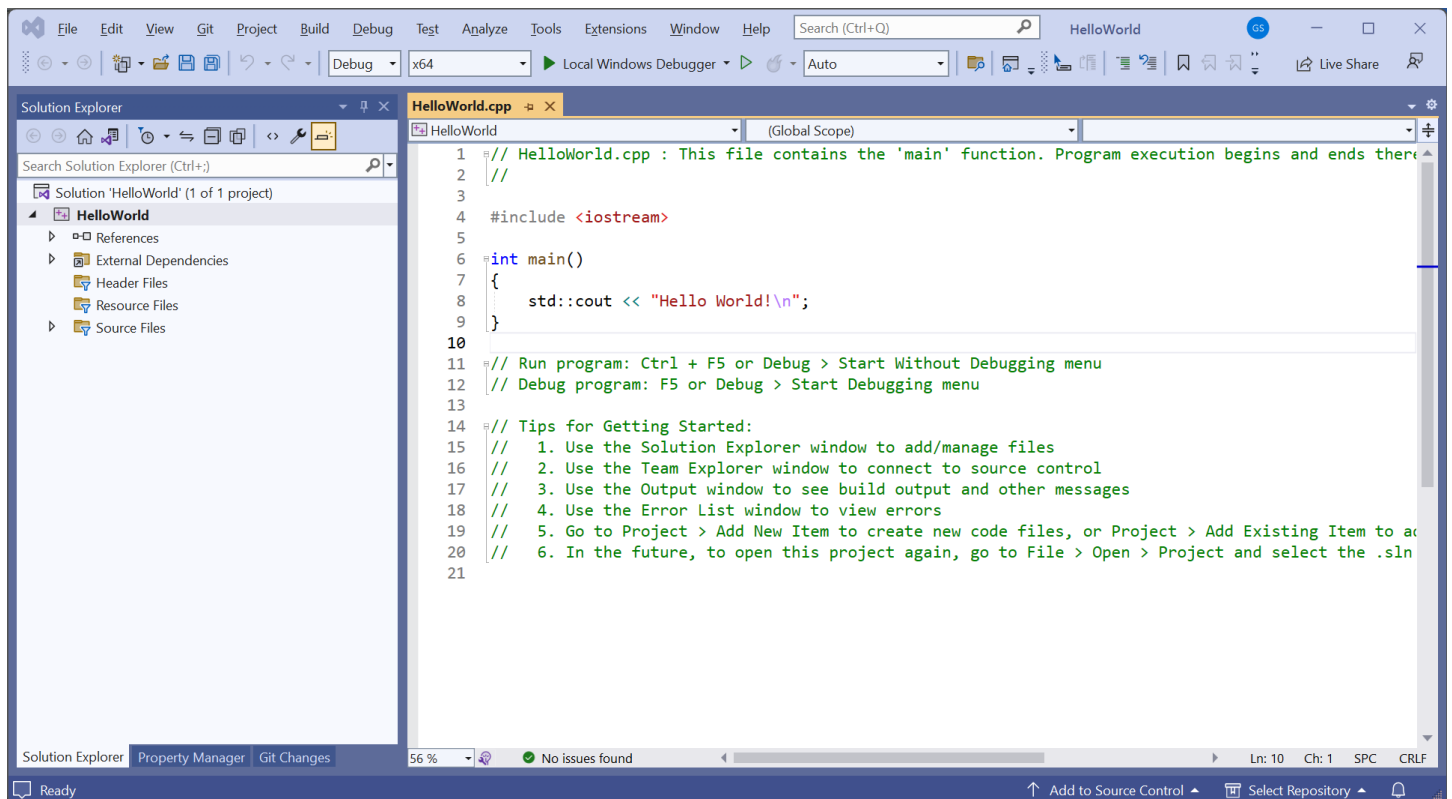 File Edit View Git Project Build Debug Test Analyze Tools Extensions Window Help Search (Ctrl+Q) HelloWorld GS
Debug x64 Local Windows Debugger Auto Live Share
Solution Explorer
Search Solution Explorer (Ctrl+;)
Solution 'HelloWorld' (1 of 1 project)
HelloWorld
References
External Dependencies
Header Files
Resource Files
Source Files
Solution Explorer Property Manager Git Changes
HelloWorld.cpp
HelloWorld (Global Scope)
1 // HelloWorld.cpp : This file contains the 'main' function. Program execution begins and ends there
2 //
3
4 #include <iostream>
5
6 int main()
7 {
8 std::cout << "Hello World!\n";
9 }
10
11 // Run program: Ctrl + F5 or Debug > Start Without Debugging menu
12 // Debug program: F5 or Debug > Start Debugging menu
13
14 // Tips for Getting Started:
15 // 1. Use the Solution Explorer window to add/manage files
16 // 2. Use the Team Explorer window to connect to source control
17 // 3. Use the Output window to see build output and other messages
18 // 4. Use the Error List window to view errors
19 // 5. Go to Project > Add New Item to create new code files, or Project > Add Existing Item to
20 // 6. In the future, to open this project again, go to File > Open > Project and select the .sln
21
56 % No issues found Ln: 10 Ch: 1 SPC CRLF
Ready Add to Source Control Select Repository